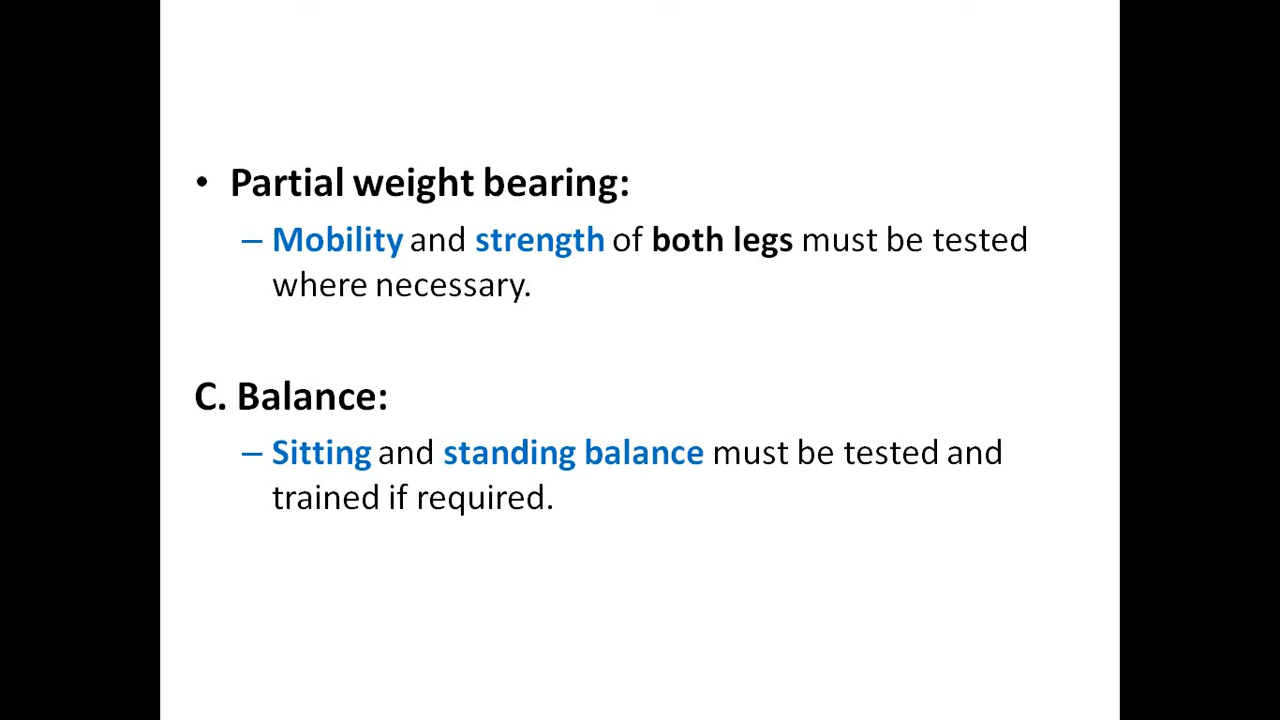 • Partial weight bearing:
– Mobility and strength of both legs must be tested
where necessary.
C. Balance:
– Sitting and standing balance must be tested and
trained if required.